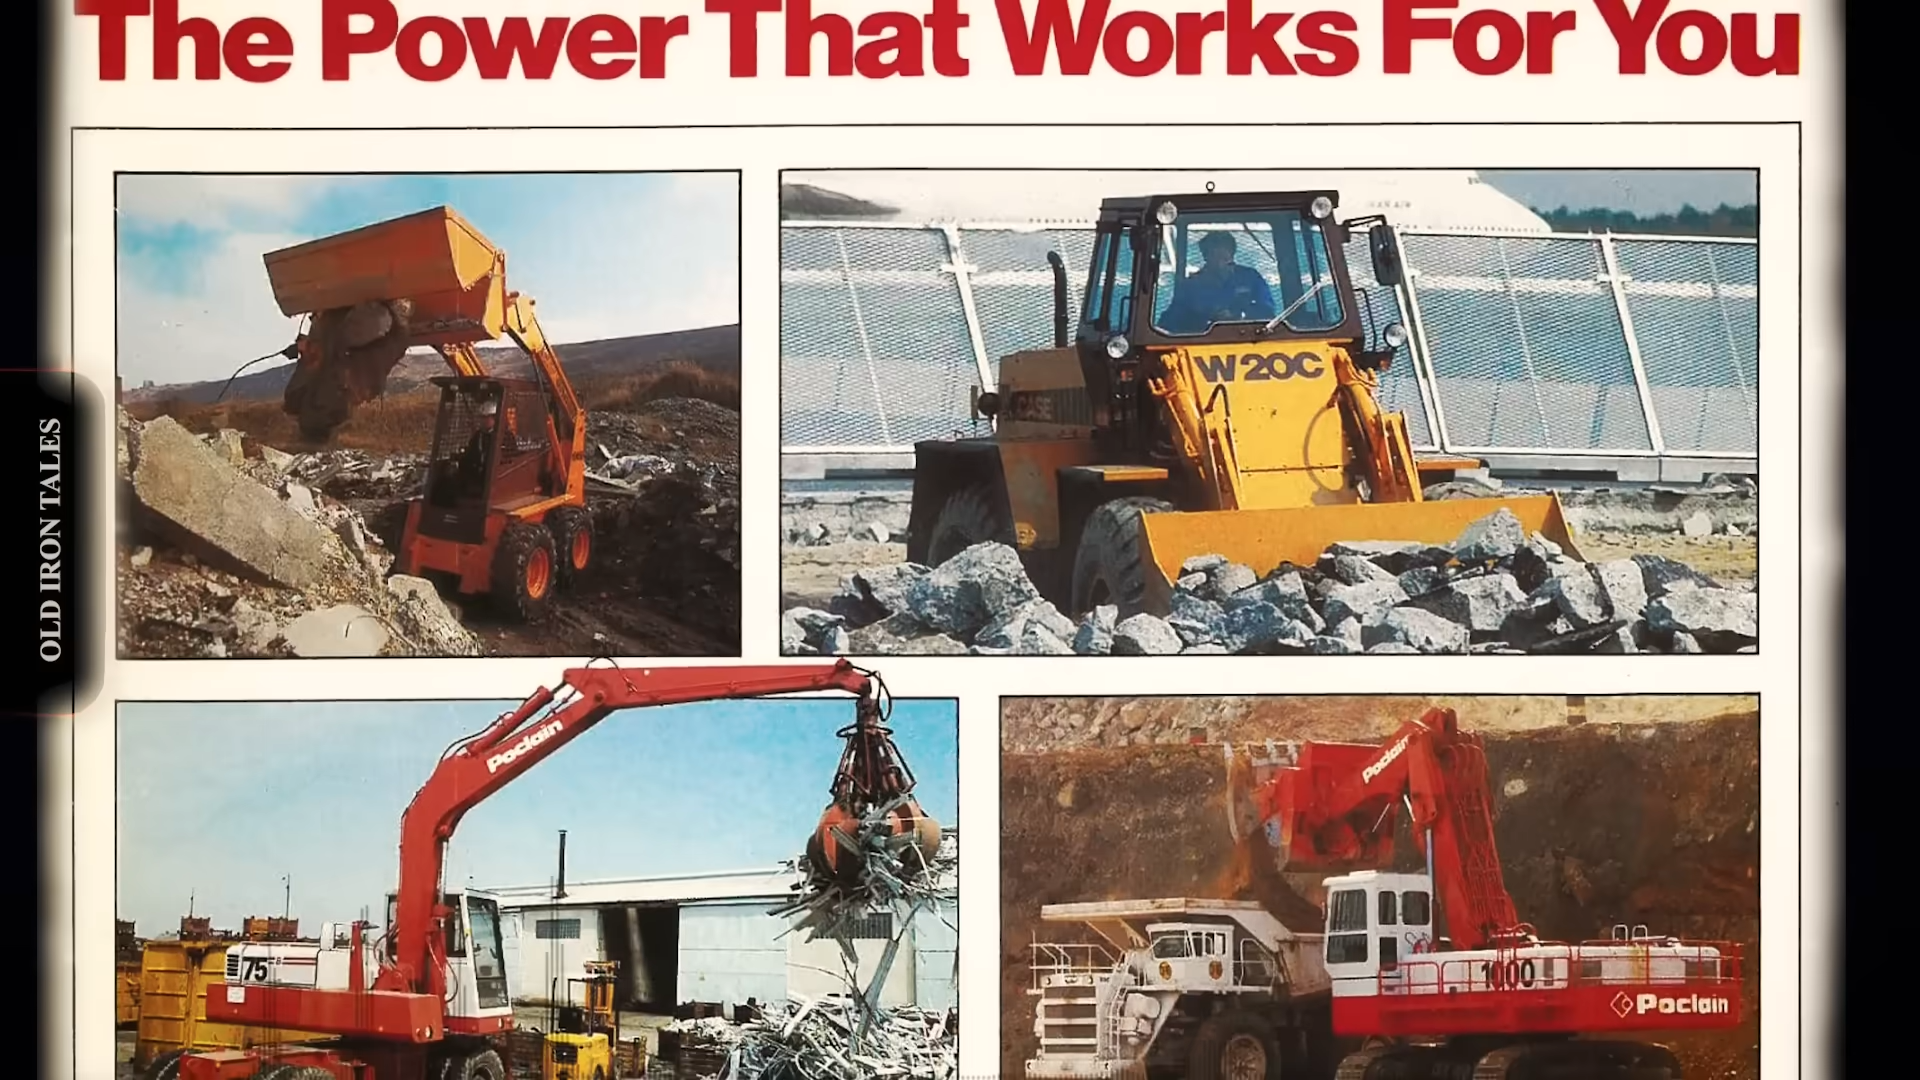 The Power That Works For You
OLD IRON TALES
W20C
CASE
Poclain
75
Poclain
1000
Poclain